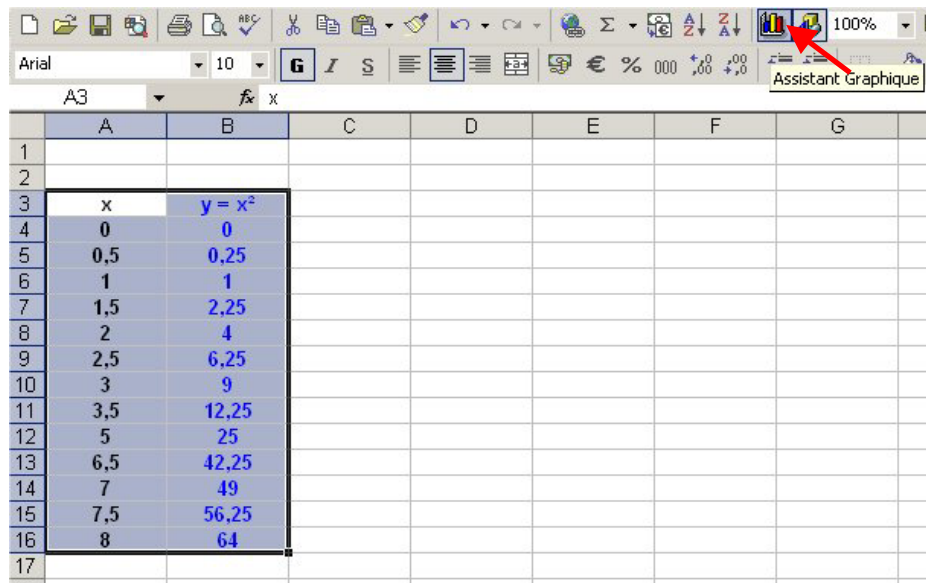 100%
Arial 10 G I S € % 000
Assistant Graphique
A3 fx x
A B C D E F G
1
2
3 x y = x²
4 0 0
5 0,5 0,25
6 1 1
7 1,5 2,25
8 2 4
9 2,5 6,25
10 3 9
11 3,5 12,25
12 5 25
13 6,5 42,25
14 7 49
15 7,5 56,25
16 8 64
17